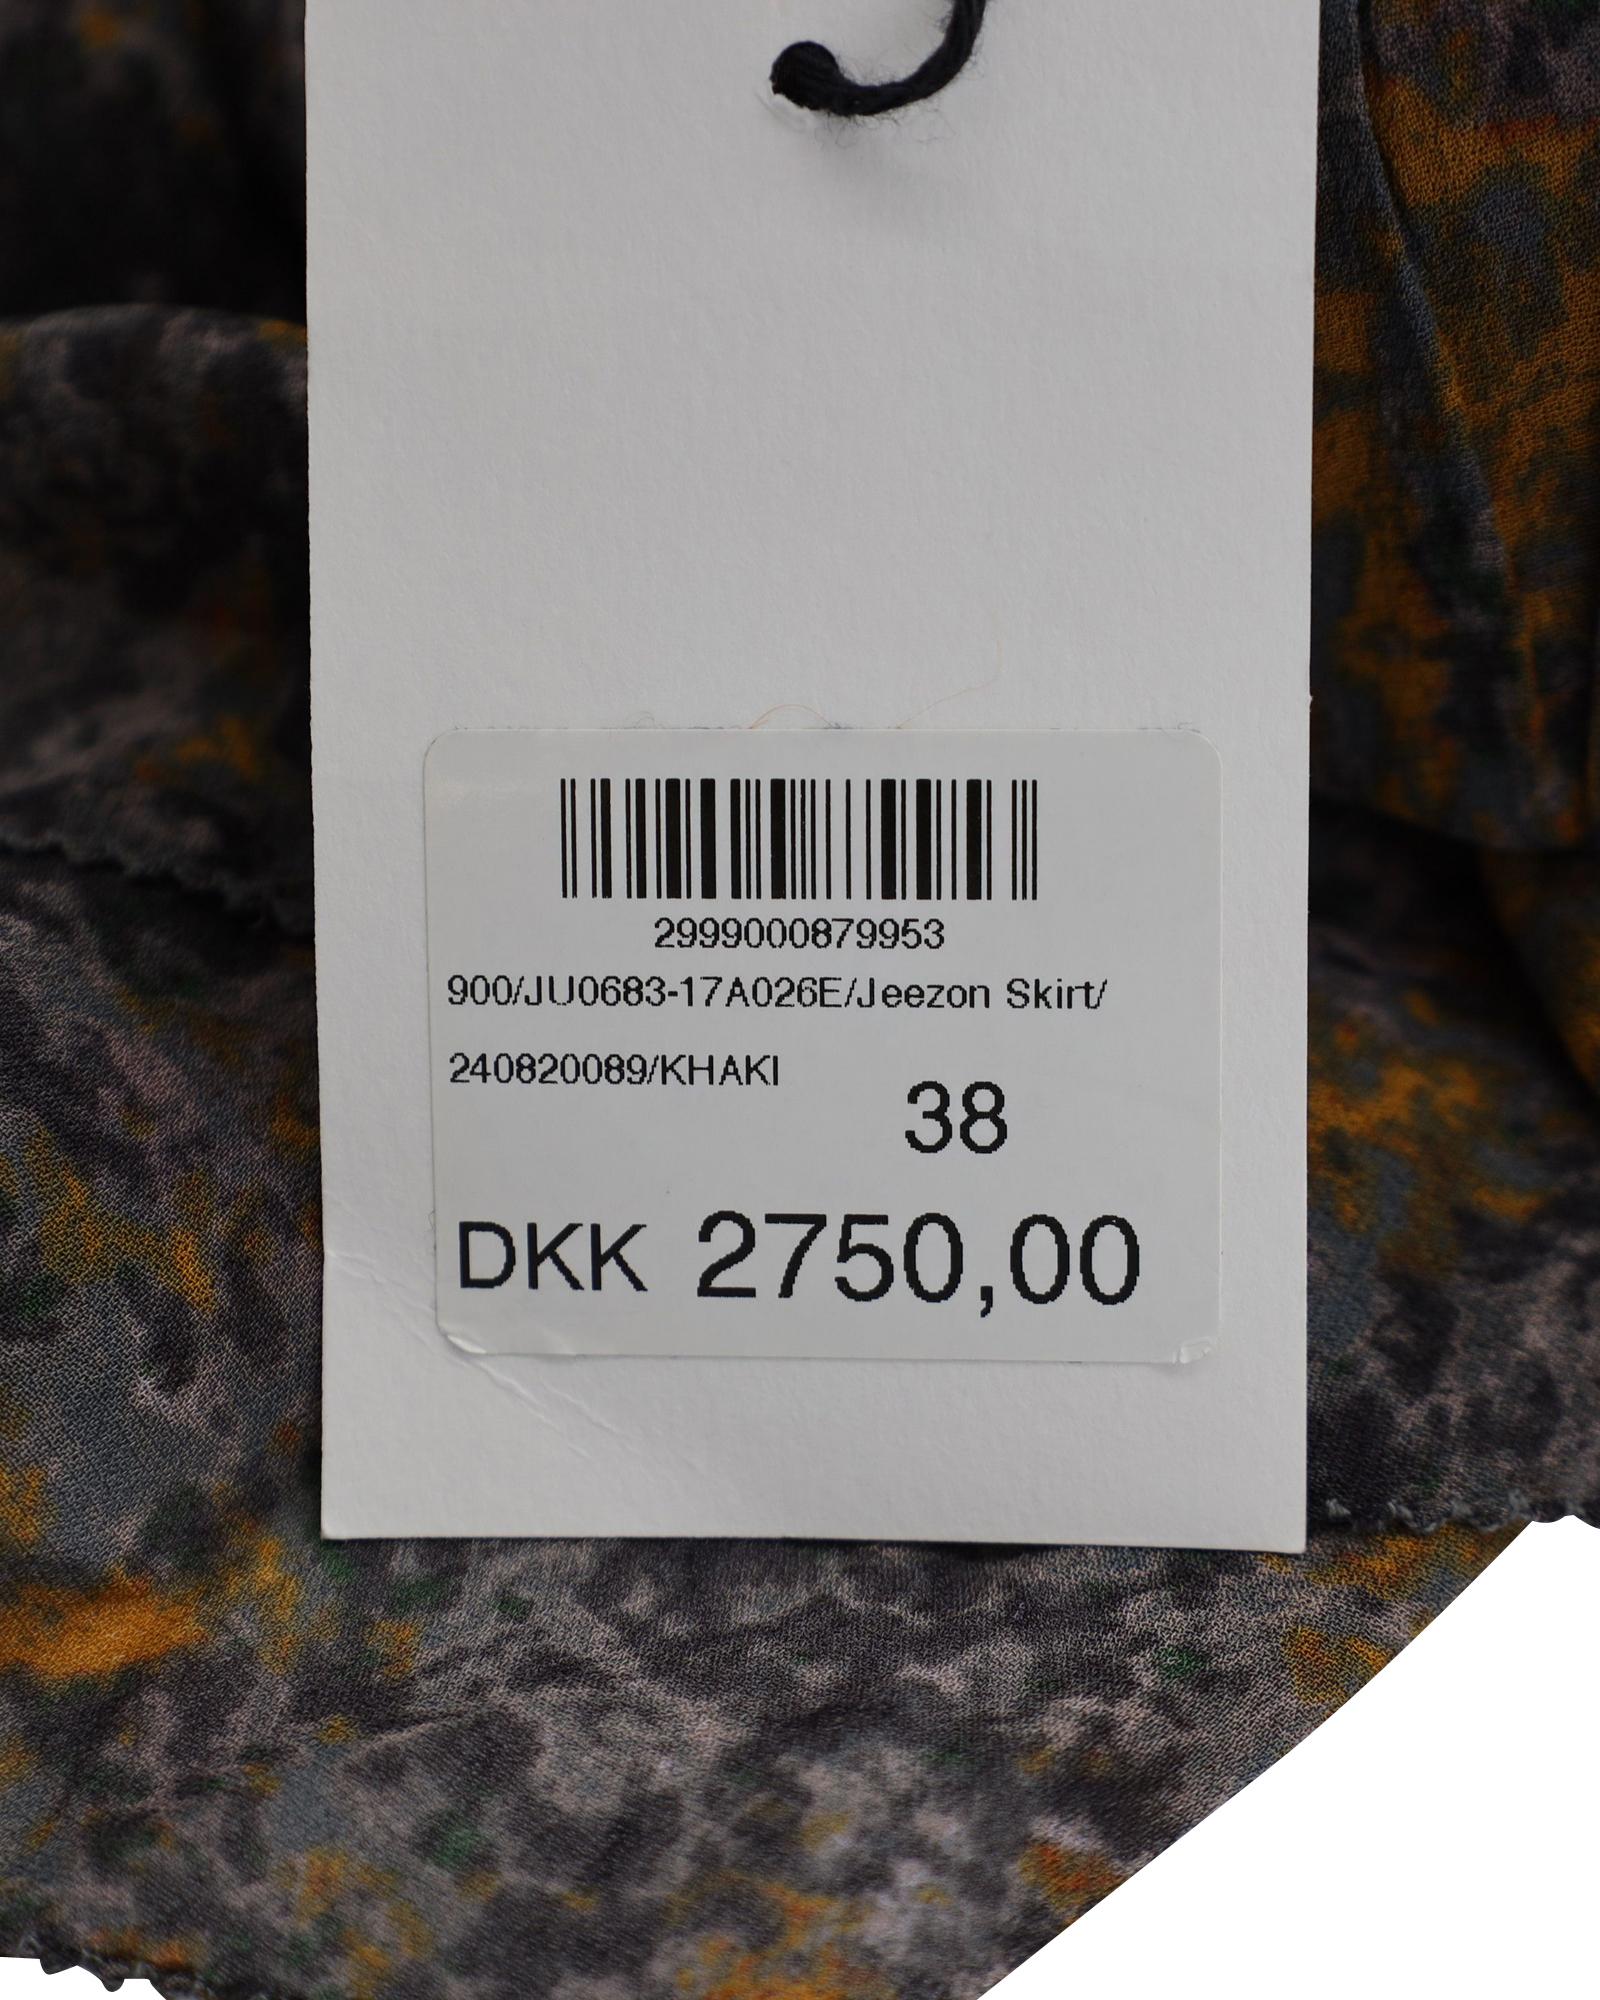 2999000879953
900/JU0683-17A026E/Jeezon Skirt/
240820089/KHAKI
38
DKK 2750,00